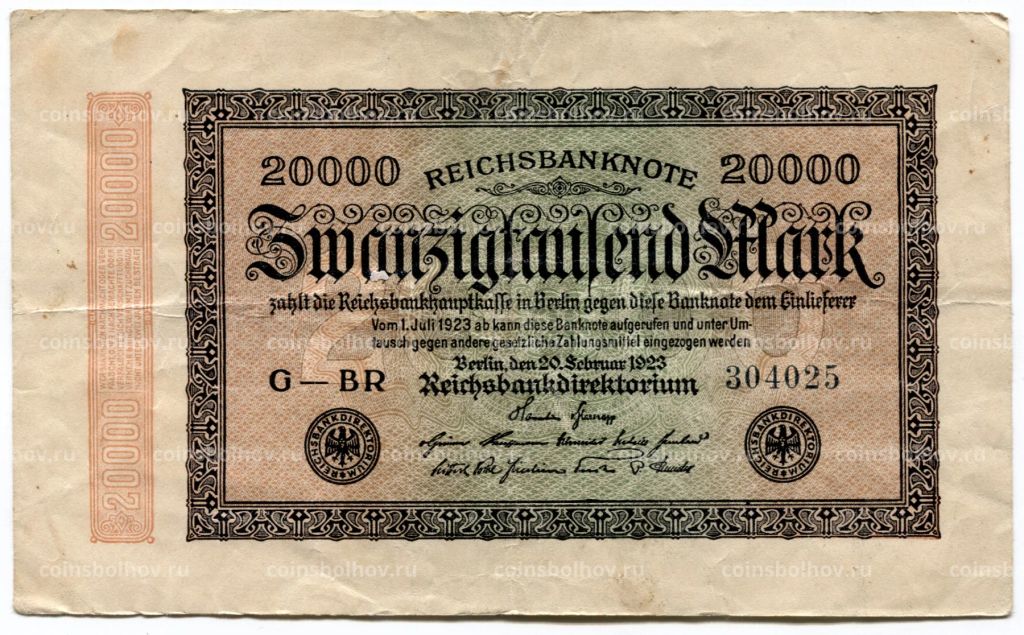 20000 REICHSBANKNOTE 20000
Zwanzigtausend Mark
zahlt die Reichsbankhauptkasse in Berlin gegen diese Banknote dem Einlieferer
Vom 1. Juli 1923 ab kann diese Banknote aufgerufen und unter Um-
tausch gegen andere gesetzliche Zahlungsmittel eingezogen werden
Berlin, den 20. Februar 1923
G—BR Reichsbankdirektorium 304025
REICHSBANKDIREKTORIUM
REICHSBANKDIREKTORIUM
20000
20000
coinsbolhov.ru